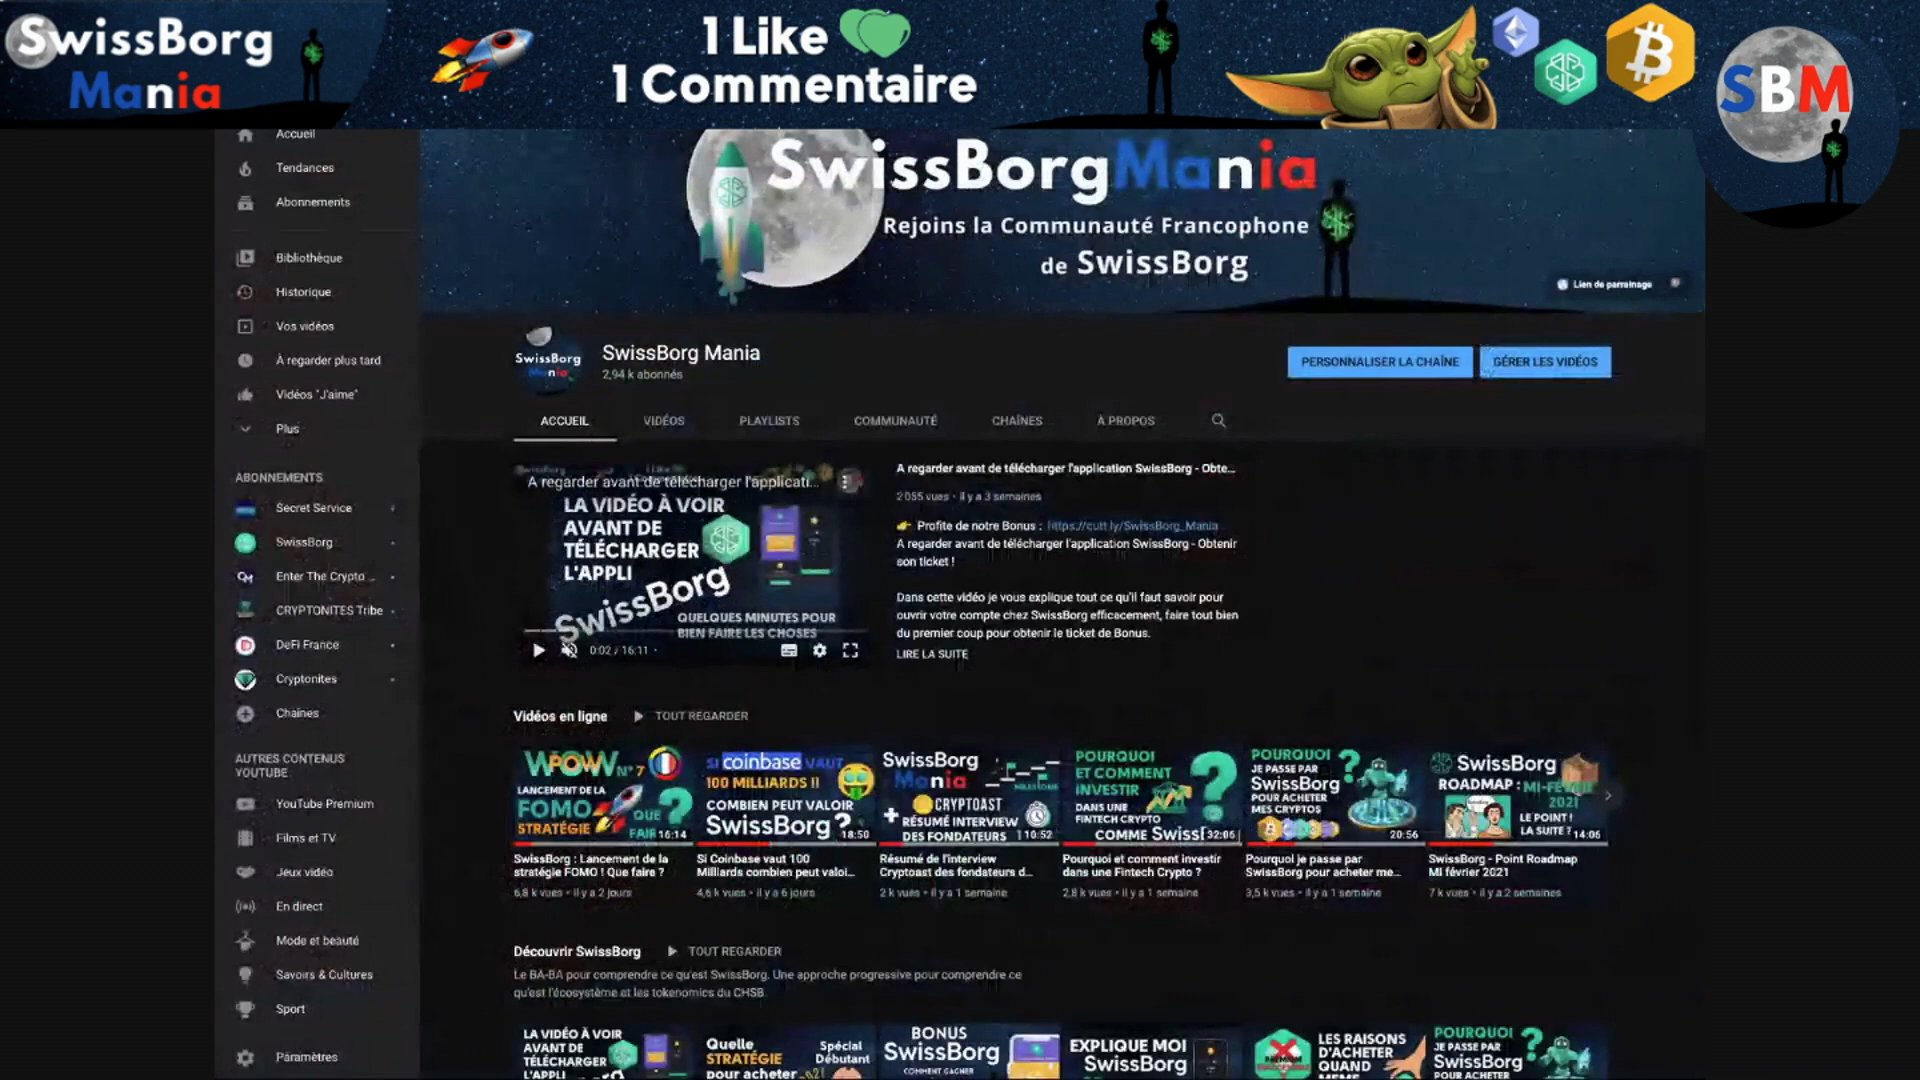 SwissBorg
Mania
1 Like
1 Commentaire
SBM
Accueil
Tendances
Abonnements
Bibliothèque
Historique
Vos vidéos
À regarder plus tard
Vidéos "J'aime"
Plus
ABONNEMENTS
Secret Service
SwissBorg
Enter The Crypto ...
CRYPTONITES Tribe
DeFi France
Cryptonites
Chaînes
AUTRES CONTENUS
YOUTUBE
YouTube Premium
Films et TV
Jeux vidéo
En direct
Mode et beauté
Savoirs & Cultures
Sport
Paramètres
SwissBorgMania
Rejoins la Communauté Francophone
de SwissBorg
Lien de parrainage
SwissBorg
Mania
SwissBorg Mania
2,94 k abonnés
PERSONNALISER LA CHAÎNE
GÉRER LES VIDÉOS
ACCUEIL
VIDÉOS
PLAYLISTS
COMMUNAUTÉ
CHAÎNES
À PROPOS
A regarder avant de télécharger l'applicati...
LA VIDÉO À VOIR
AVANT DE
TÉLÉCHARGER
L'APPLI
SwissBorg
QUELQUES MINUTES POUR
BIEN FAIRE LES CHOSES
0:02 / 16:11
A regarder avant de télécharger l'application SwissBorg - Obte...
2 055 vues • il y a 3 semaines
👉 Profite de notre Bonus : https://cutt.ly/SwissBorg_Mania
A regarder avant de télécharger l'application SwissBorg - Obtenir
son ticket !
Dans cette vidéo je vous explique tout ce qu'il faut savoir pour
ouvrir votre compte chez SwissBorg efficacement, faire tout bien
du premier coup pour obtenir le ticket de Bonus.
LIRE LA SUITE
Vidéos en ligne
TOUT REGARDER
WOW N° 7
LANCEMENT DE LA
FOMO
STRATÉGIE
QUE
FAIR
16:14
SwissBorg : Lancement de la
stratégie FOMO ! Que faire ?
6,8 k vues • il y a 2 jours
SI coinbase VAUT
100 MILLIARDS !!
COMBIEN PEUT VALOIR
SwissBorg?
18:50
Si Coinbase vaut 100
Milliards combien peut valoi...
4,6 k vues • il y a 6 jours
SwissBorg
Mania
+ CRYPTOAST
RÉSUMÉ INTERVIEW
DES FONDATEURS
10:52
Résumé de l'interview
Cryptoast des fondateurs d...
2 k vues • il y a 1 semaine
POURQUOI
ET COMMENT
INVESTIR
DANS UNE
FINTECH CRYPTO
COMME SwissB
32:06
Pourquoi et comment investir
dans une Fintech Crypto ?
2,8 k vues • il y a 1 semaine
POURQUOI
JE PASSE PAR
SwissBorg
POUR ACHETER
MES CRYPTOS
20:56
Pourquoi je passe par
SwissBorg pour acheter me...
3,5 k vues • il y a 1 semaine
SwissBorg
ROADMAP : MI-FÉVRIER
2021
LE POINT !
LA SUITE ?
14:06
SwissBorg - Point Roadmap
MI février 2021
7 k vues • il y a 2 semaines
Découvrir SwissBorg
TOUT REGARDER
Le BA-BA pour comprendre ce qu'est SwissBorg. Une approche progressive pour comprendre ce
qu'est l'écosystème et les tokenomics du CHSB
LA VIDÉO À VOIR
AVANT DE
TÉLÉCHARGER
L'APPLI
Quelle
STRATÉGIE
pour acheter
Spécial
Débutant
BONUS
SwissBorg
COMMENT GAGNER
EXPLIQUE MOI
SwissBorg
LES RAISONS
D'ACHETER
QUAND
MEME
POURQUOI
JE PASSE PAR
SwissBorg
POUR ACHETER